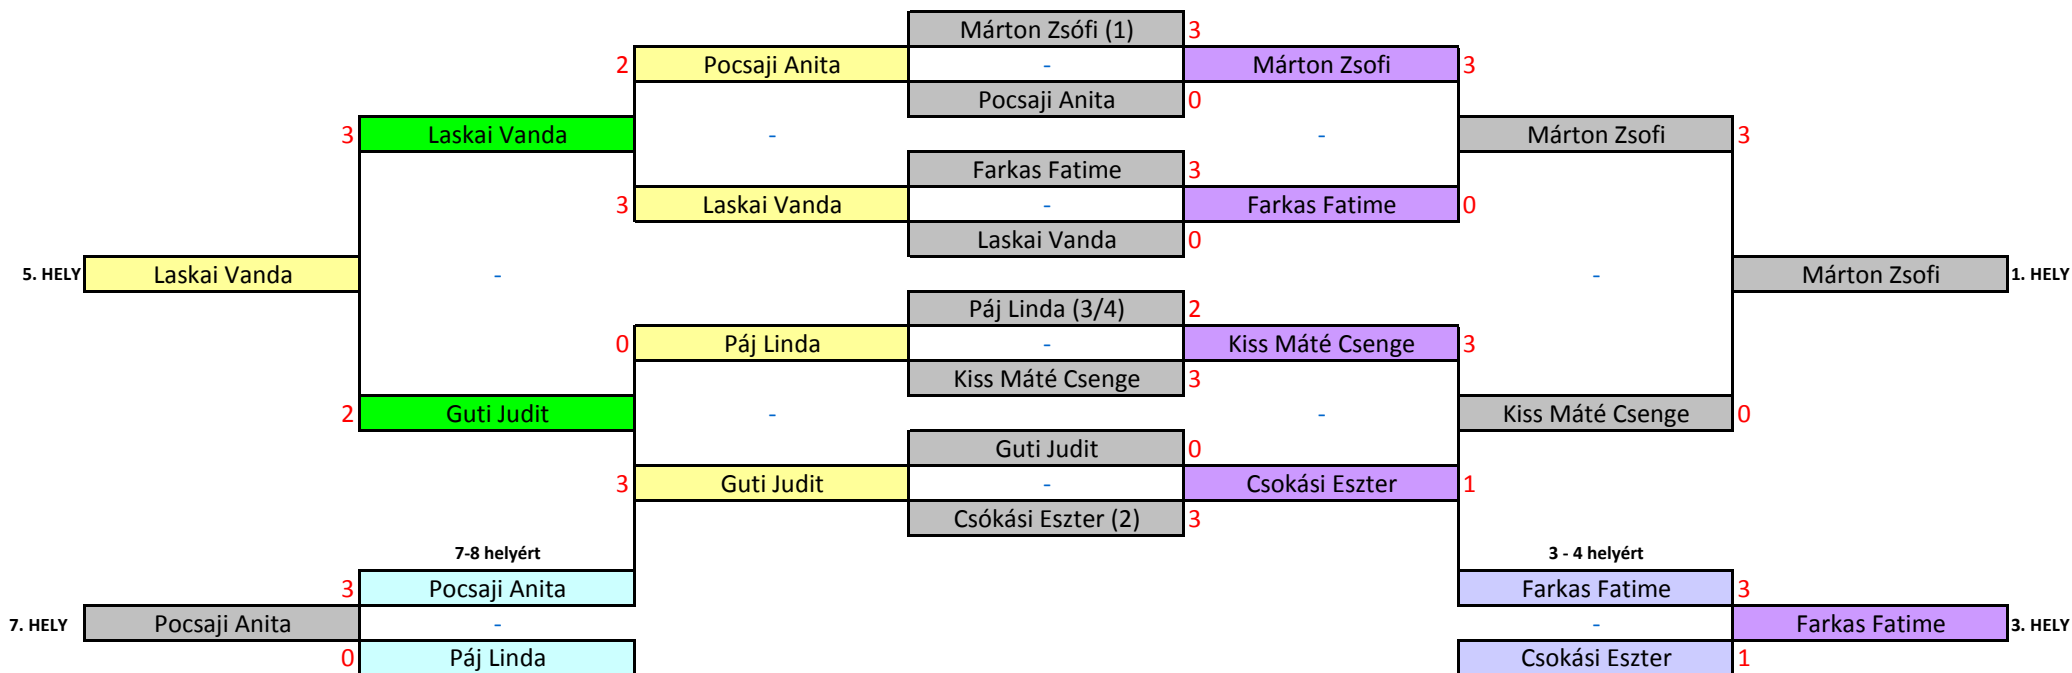 Márton Zsófi (1) 3
2 Pocsaji Anita - Márton Zsofi 3
Pocsaji Anita 0
3 Laskai Vanda - - Márton Zsofi 3
Farkas Fatime 3
3 Laskai Vanda - Farkas Fatime 0
Laskai Vanda 0
5. HELY Laskai Vanda - - Márton Zsofi 1. HELY
Páj Linda (3/4) 2
0 Páj Linda - Kiss Máté Csenge 3
Kiss Máté Csenge 3
2 Guti Judit - - Kiss Máté Csenge 0
Guti Judit 0
3 Guti Judit - Csokási Eszter 1
Csókási Eszter (2) 3
7-8 helyért 3 - 4 helyért
3 Pocsaji Anita Farkas Fatime 3
7. HELY Pocsaji Anita - - Farkas Fatime 3. HELY
0 Páj Linda Csokási Eszter 1